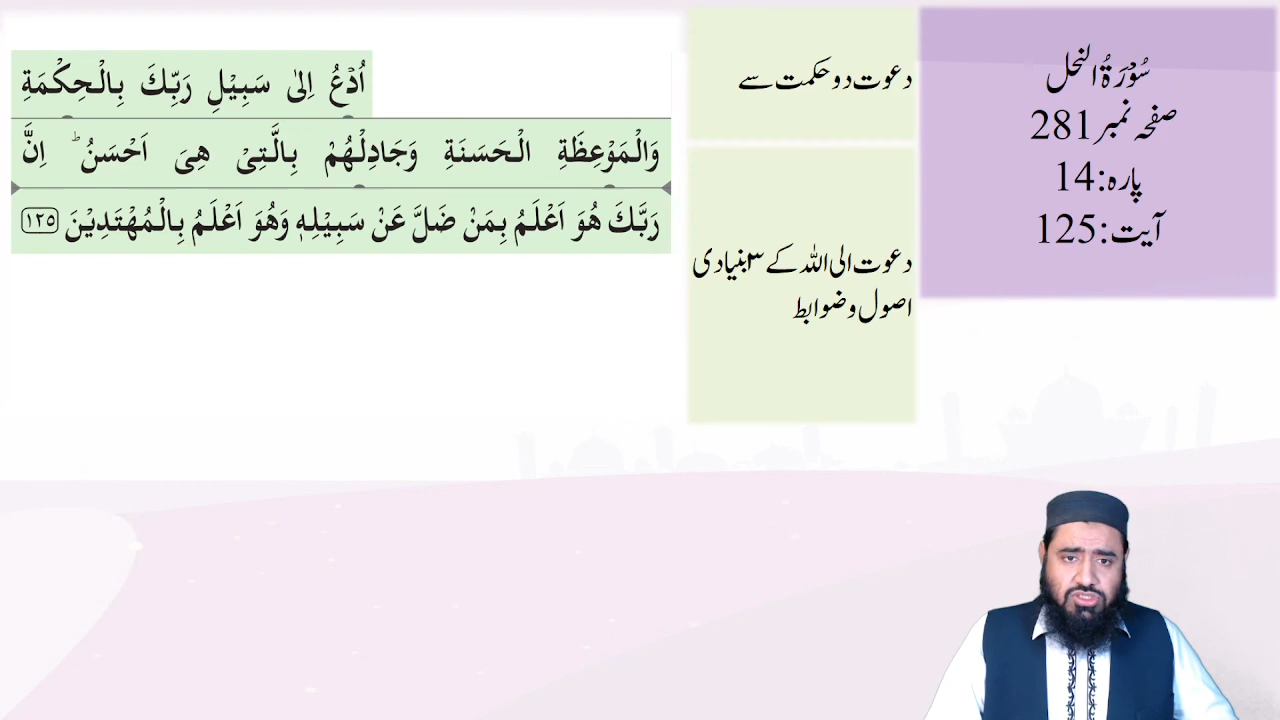 سُوْرَۃُ النحل
صفحہ نمبر 281
پارہ:14
آیت:125
دعوت دو حکمت سے
دعوت الی اللہ کے ۳ بنیادی
اصول و ضوابط
اُدْعُ اِلٰى سَبِيْلِ رَبِّكَ بِالْحِكْمَةِ
وَالْمَوْعِظَةِ الْحَسَنَةِ وَجَادِلْهُمْ بِالَّتِيْ هِيَ اَحْسَنُ ؕ اِنَّ
رَبَّكَ هُوَ اَعْلَمُ بِمَنْ ضَلَّ عَنْ سَبِيْلِهٖ وَهُوَ اَعْلَمُ بِالْمُهْتَدِيْنَ ۱۲۵